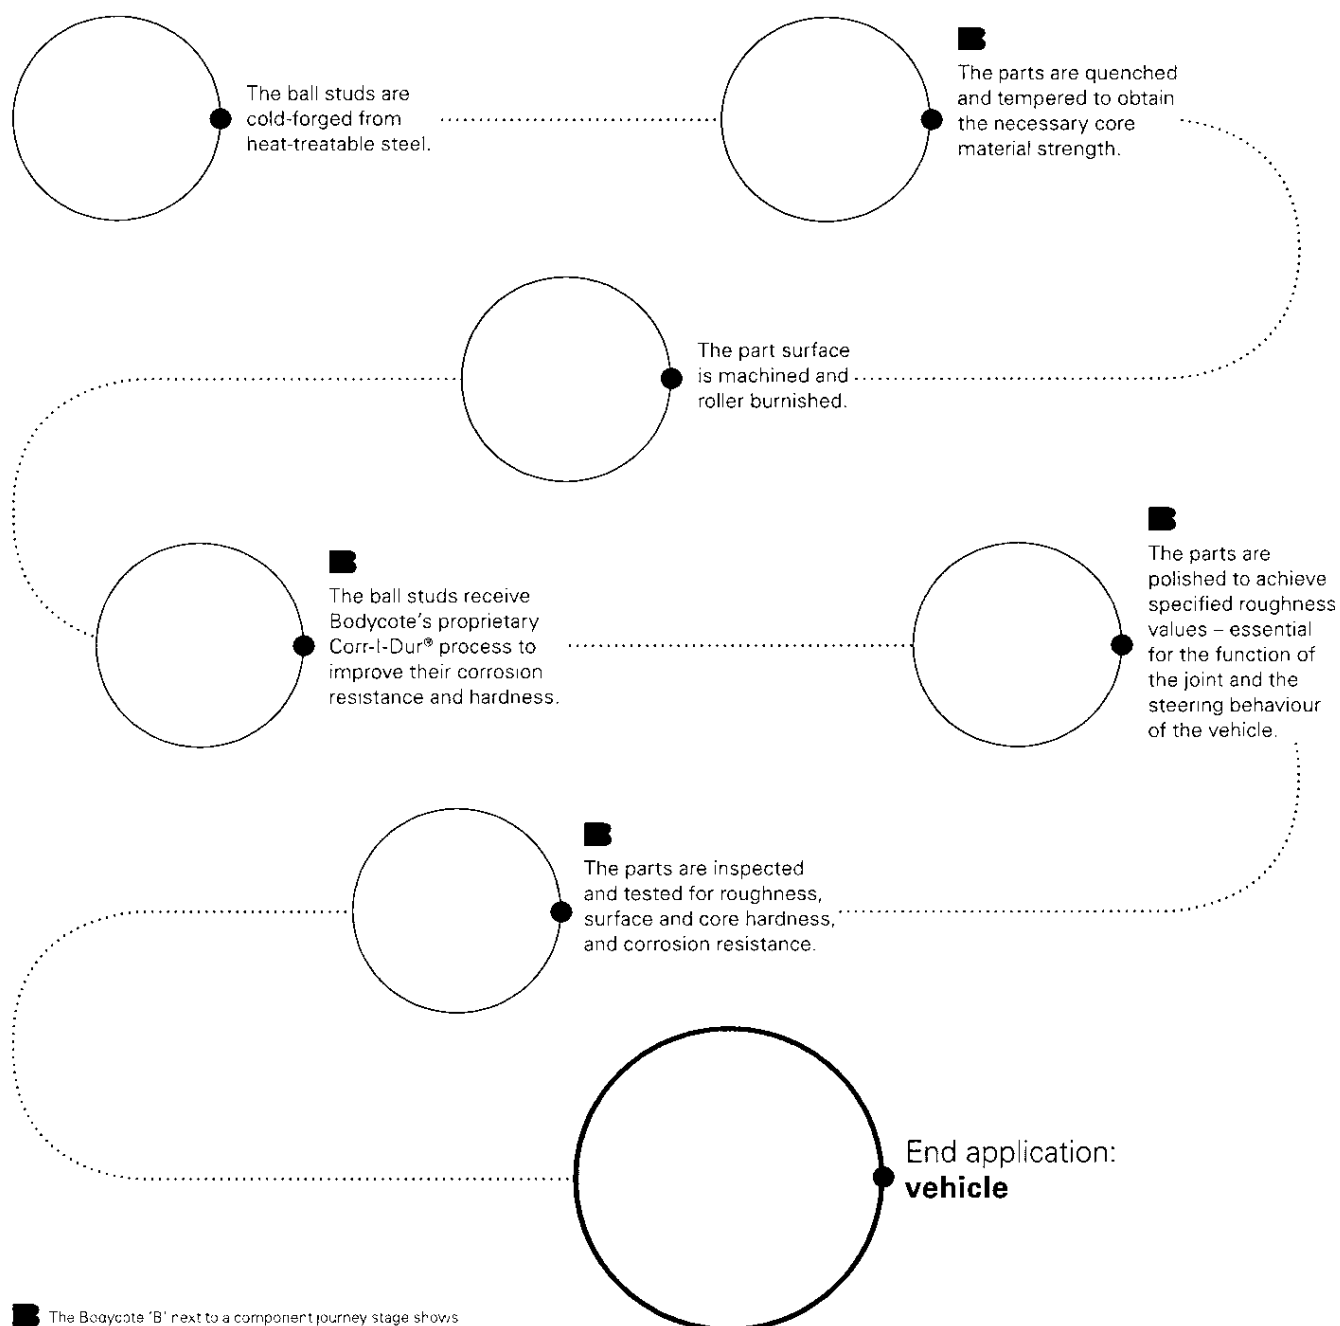 The ball studs are
cold-forged from
heat-treatable steel.
B
The parts are quenched
and tempered to obtain
the necessary core
material strength.
The part surface
is machined and
roller burnished.
B
The ball studs receive
Bodycote's proprietary
Corr-I-Dur® process to
improve their corrosion
resistance and hardness.
B
The parts are
polished to achieve
specified roughness
values – essential
for the function of
the joint and the
steering behaviour
of the vehicle.
B
The parts are inspected
and tested for roughness,
surface and core hardness,
and corrosion resistance.
End application:
vehicle
B The Bodycote 'B' next to a component journey stage shows